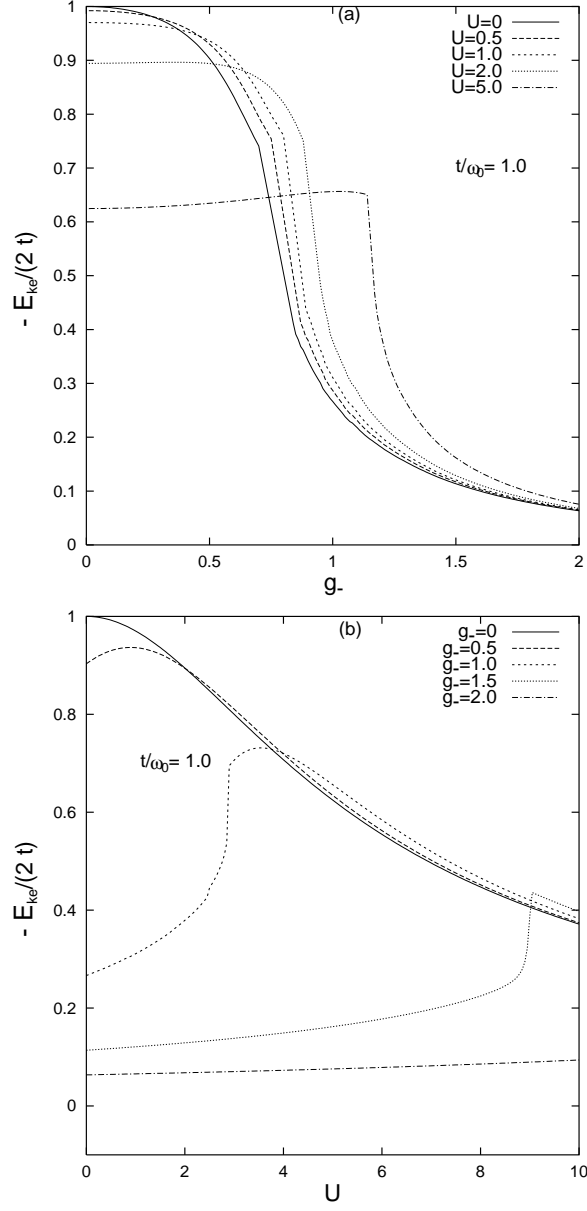 (a)
U=0
U=0.5
U=1.0
U=2.0
U=5.0
t/ω₀= 1.0
- E_ke/(2 t)
1
0.9
0.8
0.7
0.6
0.5
0.4
0.3
0.2
0.1
0
0 0.5 1 1.5 2
g₋
(b)
g₋=0
g₋=0.5
g₋=1.0
g₋=1.5
g₋=2.0
t/ω₀= 1.0
- E_ke/(2 t)
1
0.8
0.6
0.4
0.2
0
0 2 4 6 8 10
U